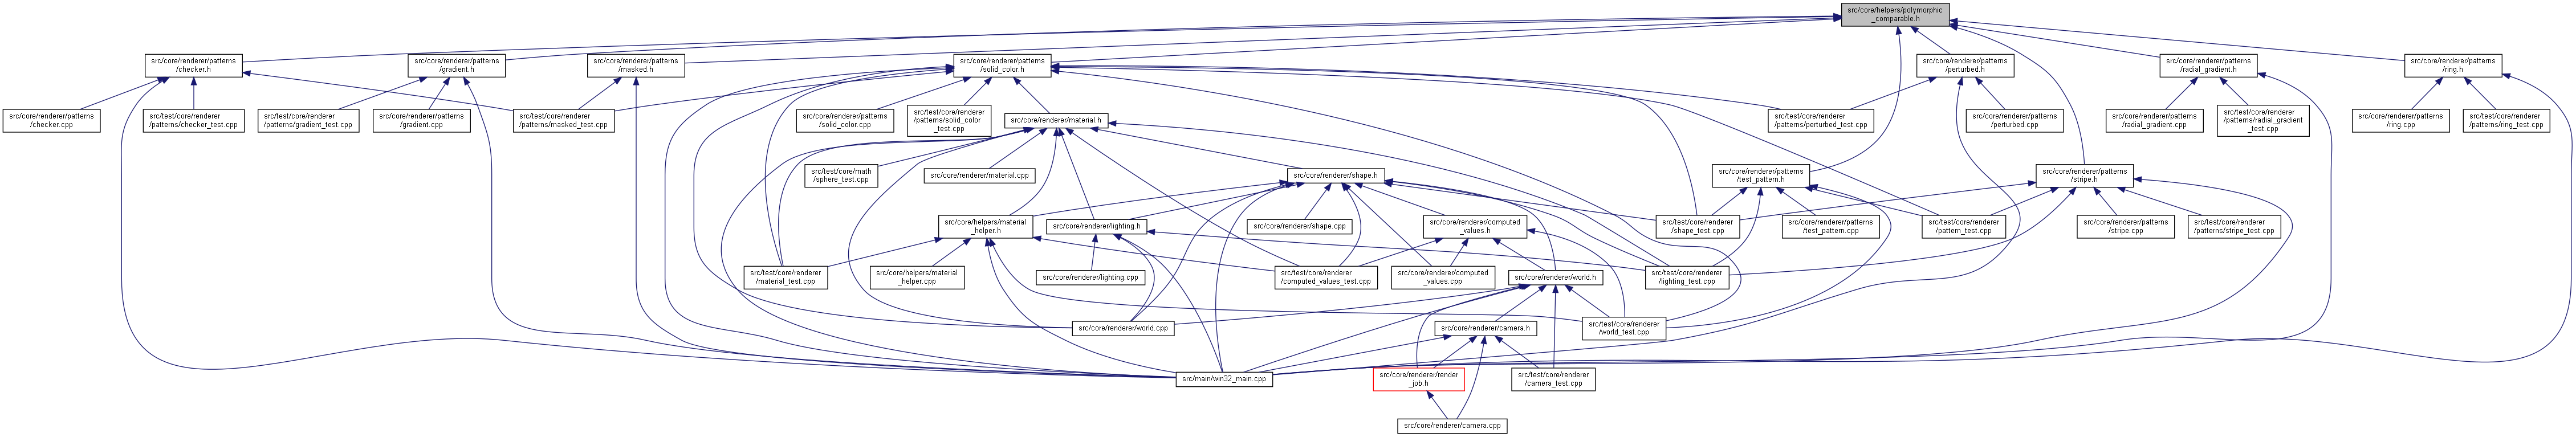 src/core/helpers/polymorphic
_comparable.h
src/core/renderer/patterns
/checker.h
src/core/renderer/patterns
/gradient.h
src/core/renderer/patterns
/masked.h
src/core/renderer/patterns
/solid_color.h
src/core/renderer/patterns
/perturbed.h
src/core/renderer/patterns
/radial_gradient.h
src/core/renderer/patterns
/ring.h
src/core/renderer/patterns
/checker.cpp
src/test/core/renderer
/patterns/checker_test.cpp
src/test/core/renderer
/patterns/gradient_test.cpp
src/core/renderer/patterns
/gradient.cpp
src/test/core/renderer
/patterns/masked_test.cpp
src/core/renderer/patterns
/solid_color.cpp
src/test/core/renderer
/patterns/solid_color
_test.cpp
src/core/renderer/material.h
src/test/core/renderer
/patterns/perturbed_test.cpp
src/core/renderer/patterns
/perturbed.cpp
src/core/renderer/patterns
/radial_gradient.cpp
src/test/core/renderer
/patterns/radial_gradient
_test.cpp
src/core/renderer/patterns
/ring.cpp
src/test/core/renderer
/patterns/ring_test.cpp
src/test/core/math
/sphere_test.cpp
src/core/renderer/material.cpp
src/core/renderer/shape.h
src/core/renderer/patterns
/test_pattern.h
src/core/renderer/patterns
/stripe.h
src/core/helpers/material
_helper.h
src/core/renderer/lighting.h
src/core/renderer/shape.cpp
src/core/renderer/computed
_values.h
src/test/core/renderer
/shape_test.cpp
src/core/renderer/patterns
/test_pattern.cpp
src/test/core/renderer
/pattern_test.cpp
src/core/renderer/patterns
/stripe.cpp
src/test/core/renderer
/patterns/stripe_test.cpp
src/test/core/renderer
/material_test.cpp
src/core/helpers/material
_helper.cpp
src/core/renderer/lighting.cpp
src/test/core/renderer
/computed_values_test.cpp
src/core/renderer/computed
_values.cpp
src/core/renderer/world.h
src/test/core/renderer
/lighting_test.cpp
src/core/renderer/world.cpp
src/core/renderer/camera.h
src/test/core/renderer
/world_test.cpp
src/main/win32_main.cpp
src/core/renderer/render
_job.h
src/test/core/renderer
/camera_test.cpp
src/core/renderer/camera.cpp